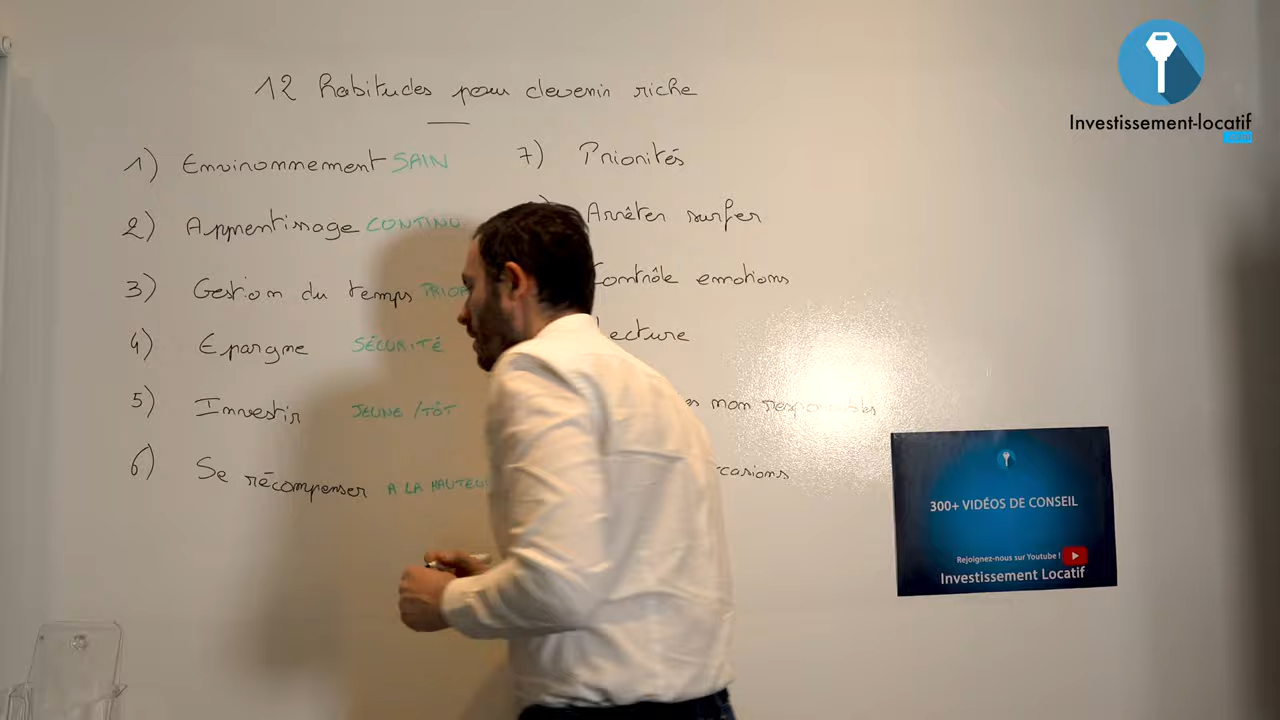 12 habitudes pour devenir riche
1) Environnement SAIN
2) Apprentissage CONTINU
3) Gestion du temps
4) Epargne SÉCURITÉ
5) Investir JEUNE / TÔT
6) Se récompenser A LA HAUTEUR
7) Priorités
Arrêter surfer
Contrôle emotions
Lecture
non responsables
Investissement-locatif
300+ VIDÉOS DE CONSEIL
Rejoignez-nous sur Youtube !
Investissement Locatif